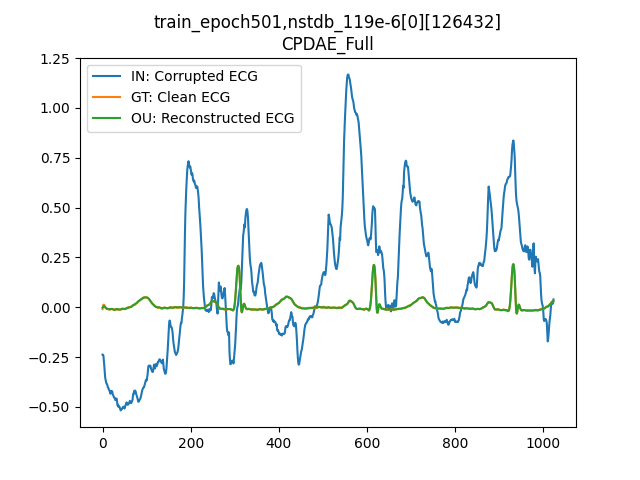 train_epoch501,nstdb_119e-6[0][126432]
CPDAE_Full
IN: Corrupted ECG
GT: Clean ECG
OU: Reconstructed ECG
1.25
1.00
0.75
0.50
0.25
0.00
−0.25
−0.50
0 200 400 600 800 1000